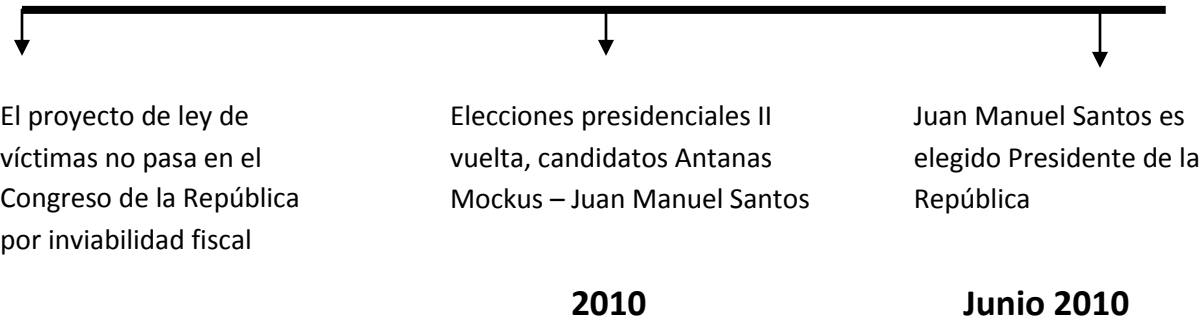 El proyecto de ley de
víctimas no pasa en el
Congreso de la República
por inviabilidad fiscal
Elecciones presidenciales II
vuelta, candidatos Antanas
Mockus – Juan Manuel Santos
2010
Juan Manuel Santos es
elegido Presidente de la
República
Junio 2010